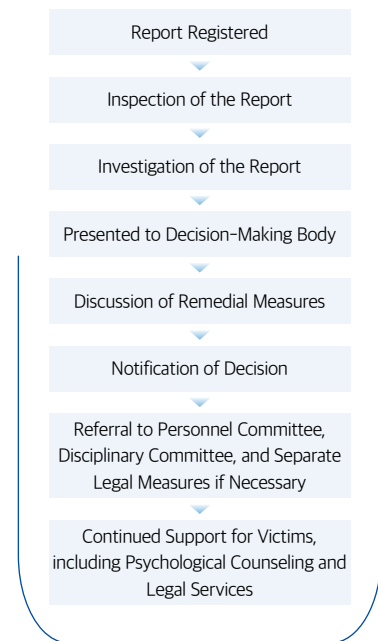 Report Registered
Inspection of the Report
Investigation of the Report
Presented to Decision-Making Body
Discussion of Remedial Measures
Notification of Decision
Referral to Personnel Committee,
Disciplinary Committee, and Separate
Legal Measures if Necessary
Continued Support for Victims,
including Psychological Counseling and
Legal Services